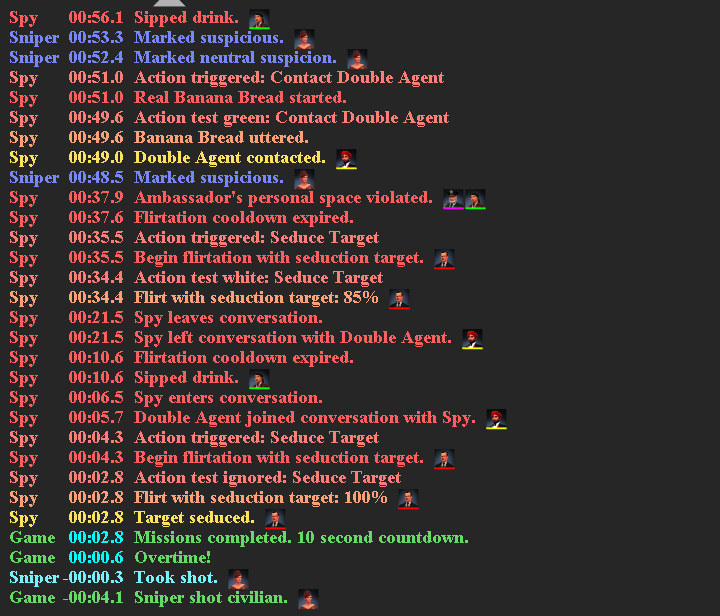 Spy 00:56.1 Sipped drink.
Sniper 00:53.3 Marked suspicious.
Sniper 00:52.4 Marked neutral suspicion.
Spy 00:51.0 Action triggered: Contact Double Agent
Spy 00:51.0 Real Banana Bread started.
Spy 00:49.6 Action test green: Contact Double Agent
Spy 00:49.6 Banana Bread uttered.
Spy 00:49.0 Double Agent contacted.
Sniper 00:48.5 Marked suspicious.
Spy 00:37.9 Ambassador's personal space violated.
Spy 00:37.6 Flirtation cooldown expired.
Spy 00:35.5 Action triggered: Seduce Target
Spy 00:35.5 Begin flirtation with seduction target.
Spy 00:34.4 Action test white: Seduce Target
Spy 00:34.4 Flirt with seduction target: 85%
Spy 00:21.5 Spy leaves conversation.
Spy 00:21.5 Spy left conversation with Double Agent.
Spy 00:10.6 Flirtation cooldown expired.
Spy 00:10.6 Sipped drink.
Spy 00:06.5 Spy enters conversation.
Spy 00:05.7 Double Agent joined conversation with Spy.
Spy 00:04.3 Action triggered: Seduce Target
Spy 00:04.3 Begin flirtation with seduction target.
Spy 00:02.8 Action test ignored: Seduce Target
Spy 00:02.8 Flirt with seduction target: 100%
Spy 00:02.8 Target seduced.
Game 00:02.8 Missions completed. 10 second countdown.
Game 00:00.6 Overtime!
Sniper -00:00.3 Took shot.
Game -00:04.1 Sniper shot civilian.